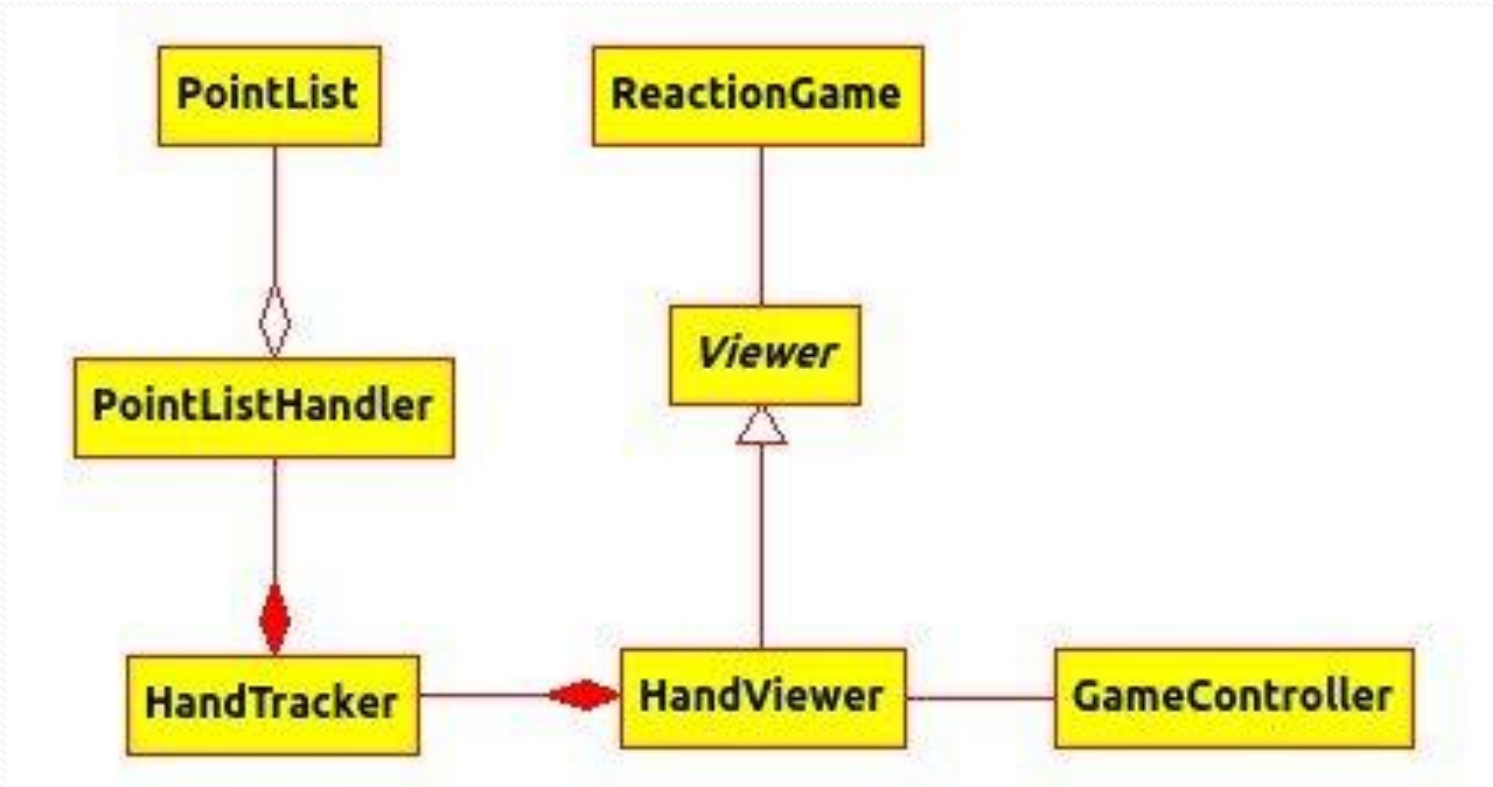 PointList
ReactionGame
Viewer
PointListHandler
HandTracker
HandViewer
GameController